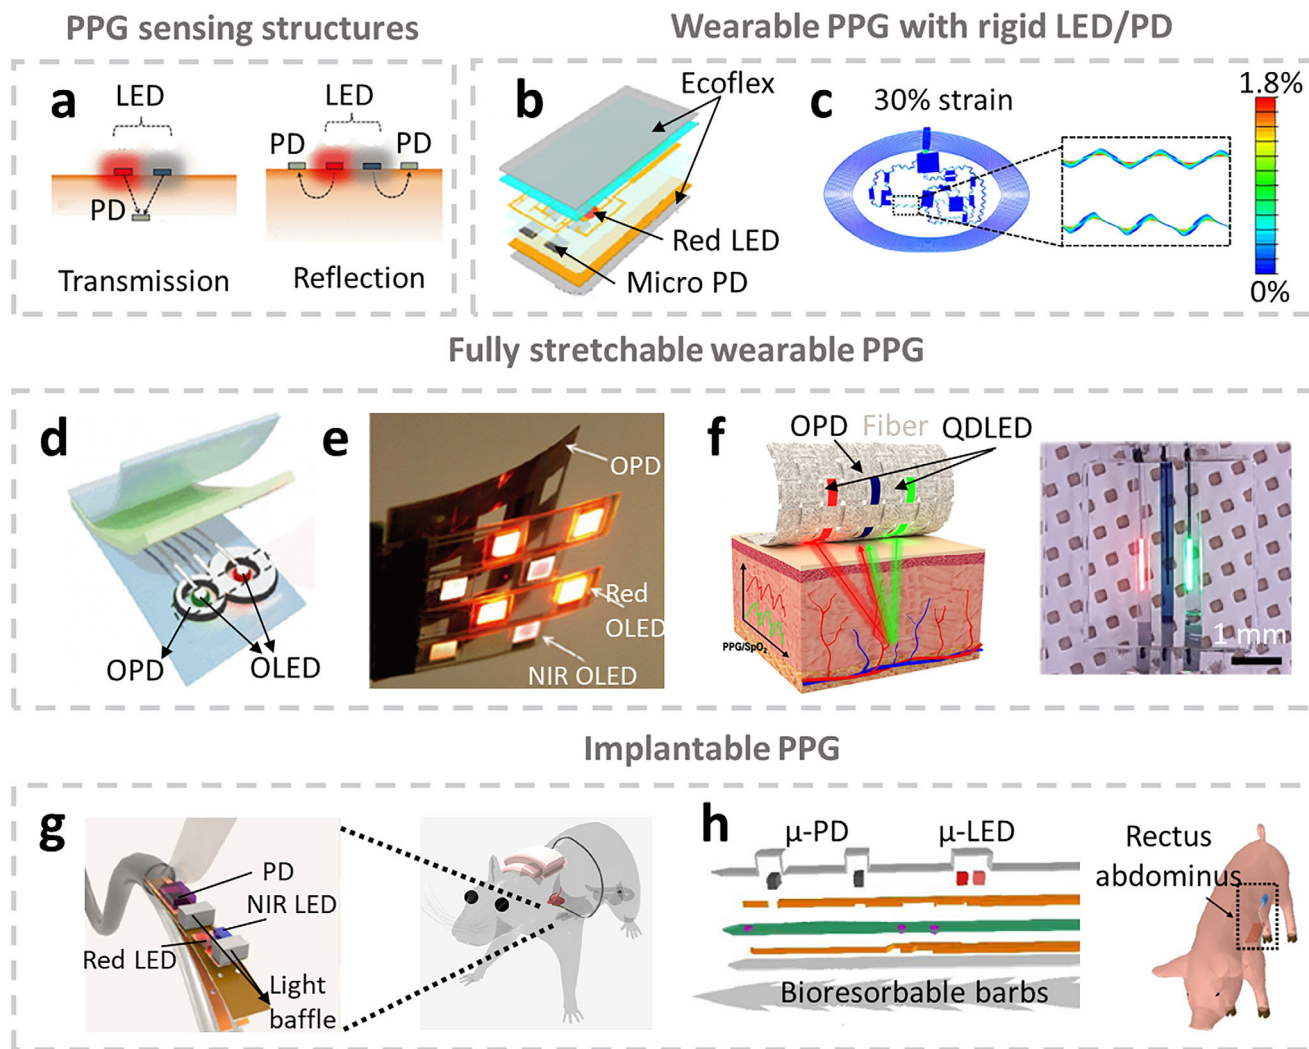 PPG sensing structures
Wearable PPG with rigid LED/PD
a
LED
PD
PD
Transmission
LED
PD
PD
Reflection
b
Ecoflex
Red LED
Micro PD
c
30% strain
1.8%
0%
Fully stretchable wearable PPG
d
OPD
OLED
e
OPD
Red
OLED
NIR OLED
f
OPD
Fiber
QDLED
PPG/SpO₂
1 mm
Implantable PPG
g
PD
NIR LED
Red LED
Light
baffle
h
μ-PD
μ-LED
Bioresorbable barbs
Rectus
abdominus